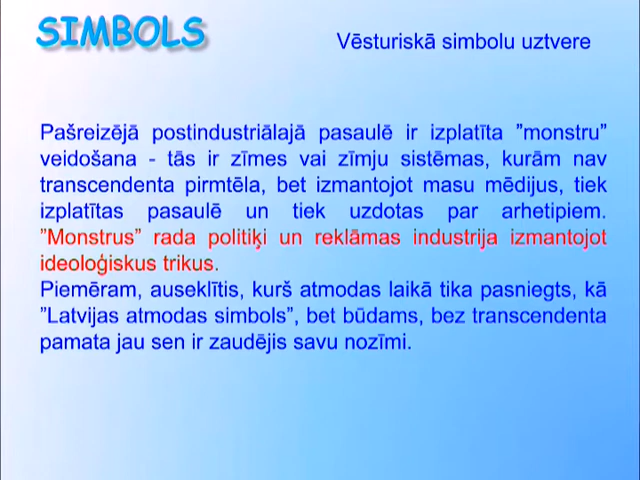 SIMBOLS
Vēsturiskā simbolu uztvere
Pašreizējā postindustriālajā pasaulē ir izplatīta ”monstru”
veidošana - tās ir zīmes vai zīmju sistēmas, kurām nav
transcendenta pirmtēla, bet izmantojot masu mēdijus, tiek
izplatītas pasaulē un tiek uzdotas par arhetipiem.
”Monstrus” rada politiķi un reklāmas industrija izmantojot
ideoloģiskus trikus.
Piemēram, auseklītis, kurš atmodas laikā tika pasniegts, kā
”Latvijas atmodas simbols”, bet būdams, bez transcendenta
pamata jau sen ir zaudējis savu nozīmi.